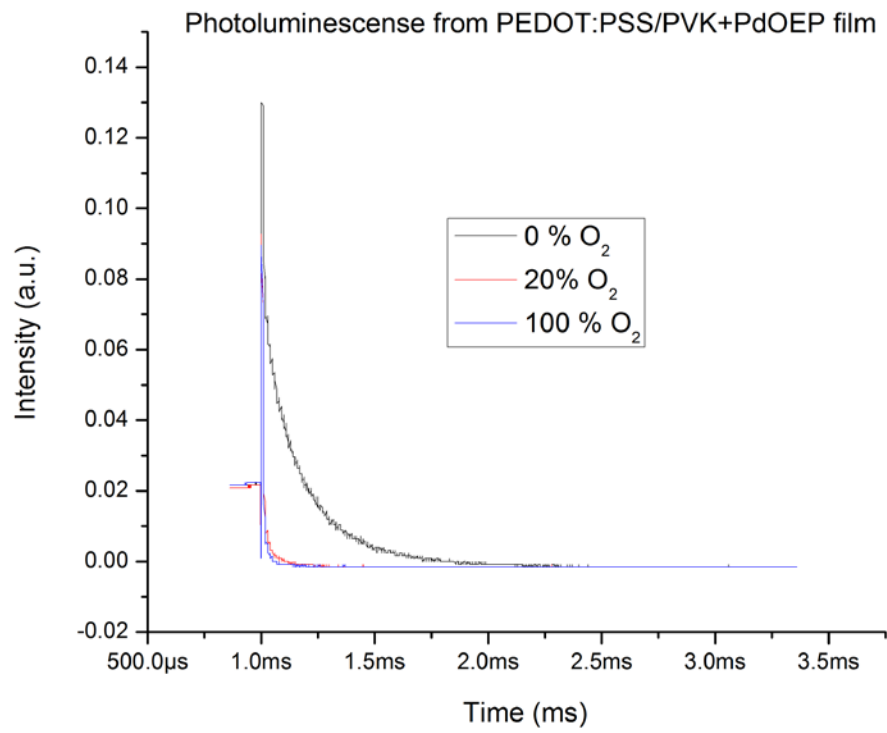 Photoluminescense from PEDOT:PSS/PVK+PdOEP film
0.14
0.12
0.10
0.08
0.06
0.04
0.02
0.00
-0.02
Intensity (a.u.)
0 % O₂
20% O₂
100 % O₂
500.0µs 1.0ms 1.5ms 2.0ms 2.5ms 3.0ms 3.5ms
Time (ms)